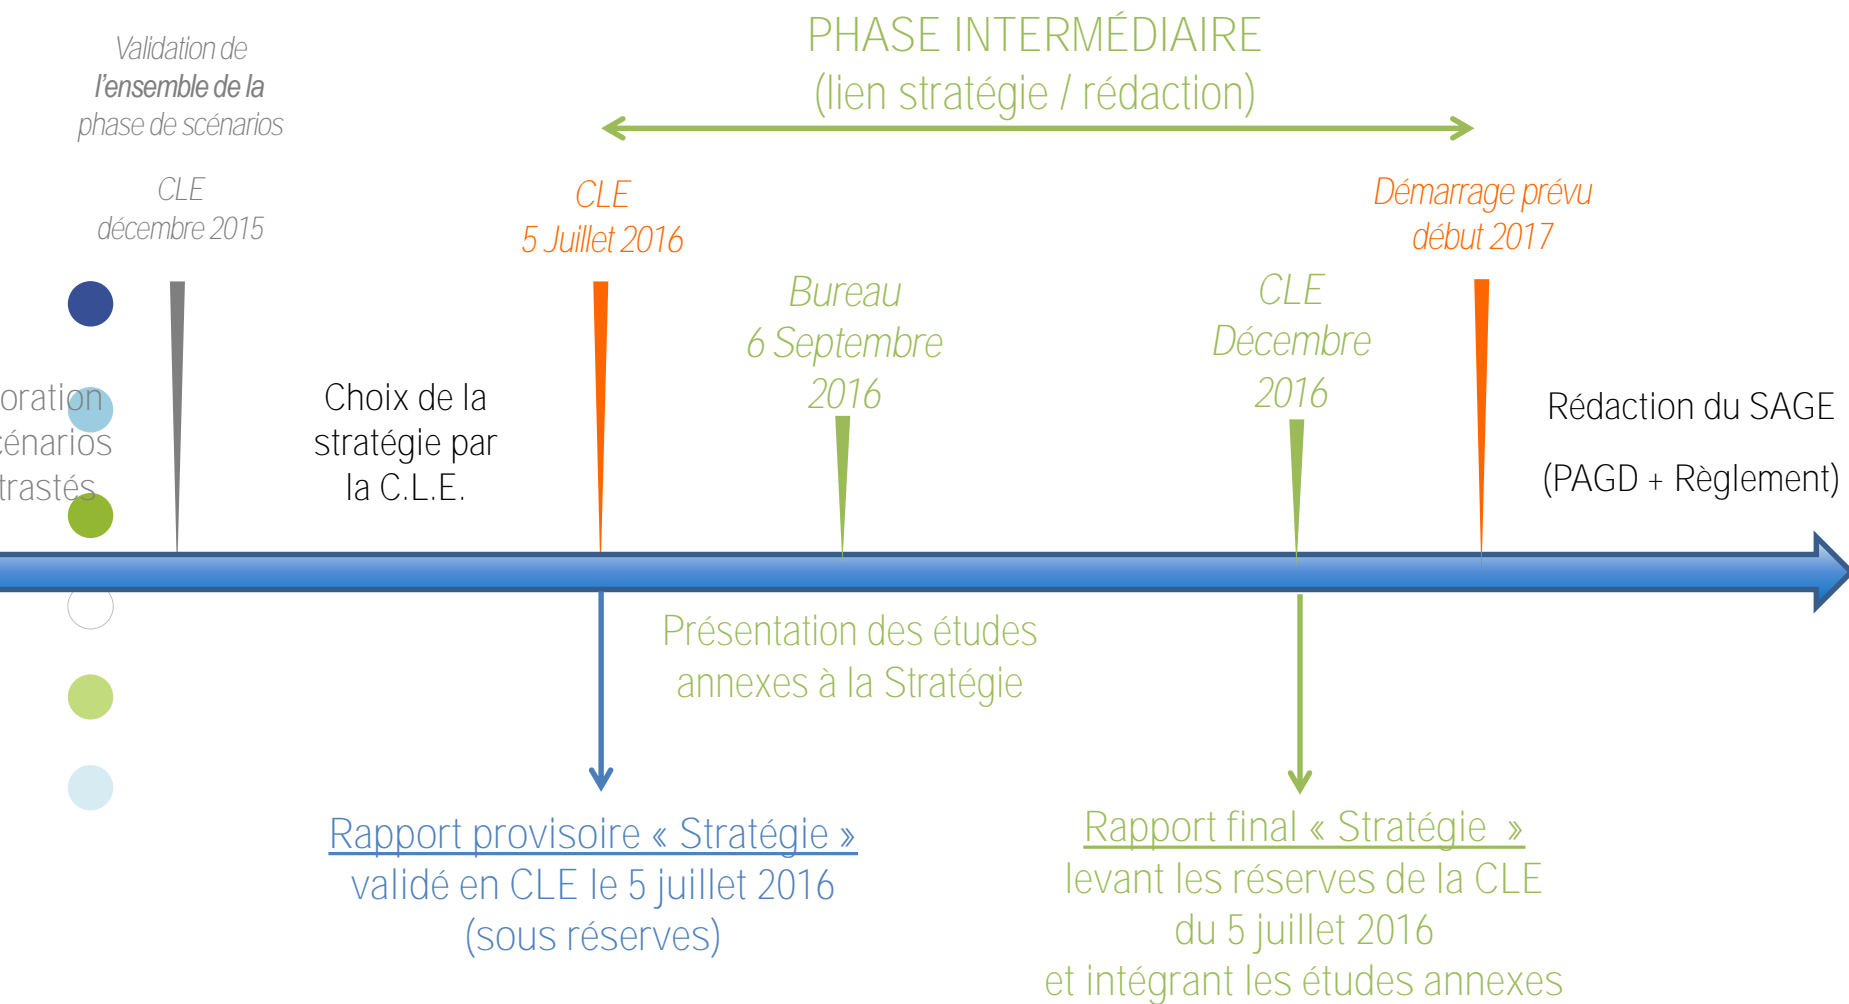 PHASE INTERMÉDIAIRE
(lien stratégie / rédaction)
Validation de
l'ensemble de la
phase de scénarios
CLE
décembre 2015
CLE
5 Juillet 2016
Démarrage prévu
début 2017
Bureau
6 Septembre
2016
CLE
Décembre
2016
oration
cénarios
trastés
Choix de la
stratégie par
la C.L.E.
Rédaction du SAGE
(PAGD + Règlement)
Présentation des études
annexes à la Stratégie
Rapport provisoire « Stratégie »
validé en CLE le 5 juillet 2016
(sous réserves)
Rapport final « Stratégie »
levant les réserves de la CLE
du 5 juillet 2016
et intégrant les études annexes